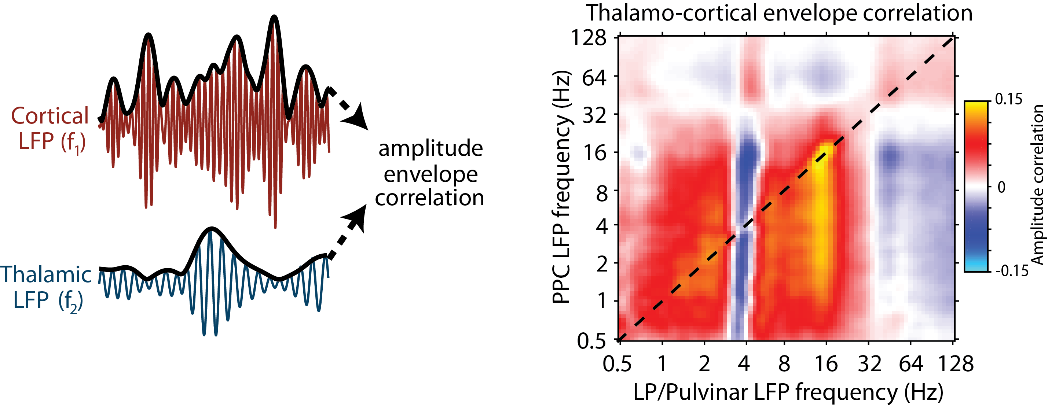 Cortical
LFP (f1)
Thalamic
LFP (f2)
amplitude
envelope
correlation
Thalamo-cortical envelope correlation
PPC LFP frequency (Hz)
128
64
32
16
8
4
2
1
0.5
0.5 1 2 4 8 16 32 64 128
LP/Pulvinar LFP frequency (Hz)
0.15
0
-0.15
Amplitude correlation